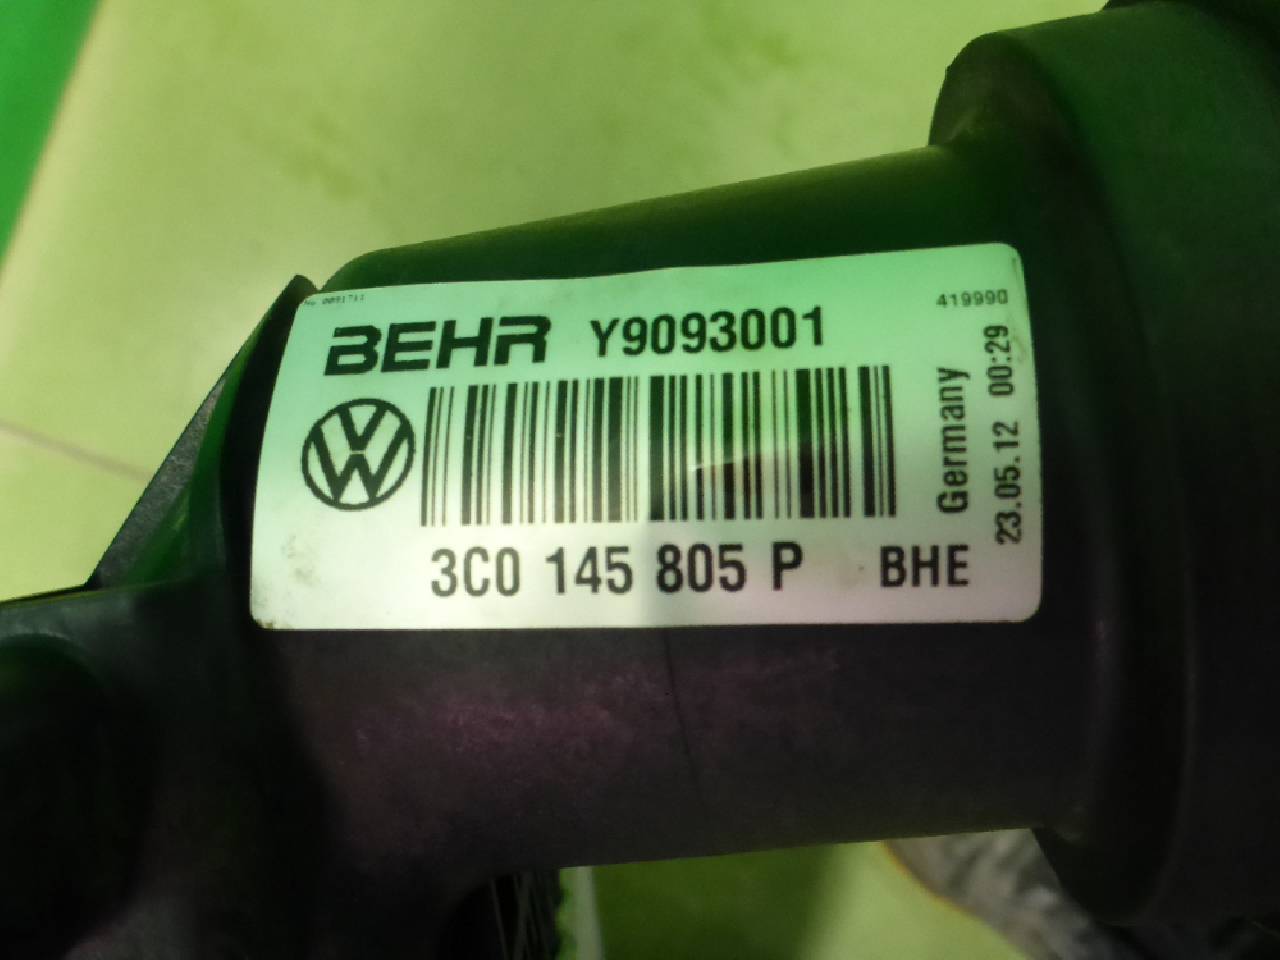 419990
BEHR Y9093001
Germany
23.05.12 00:29
3C0 145 805 P BHE